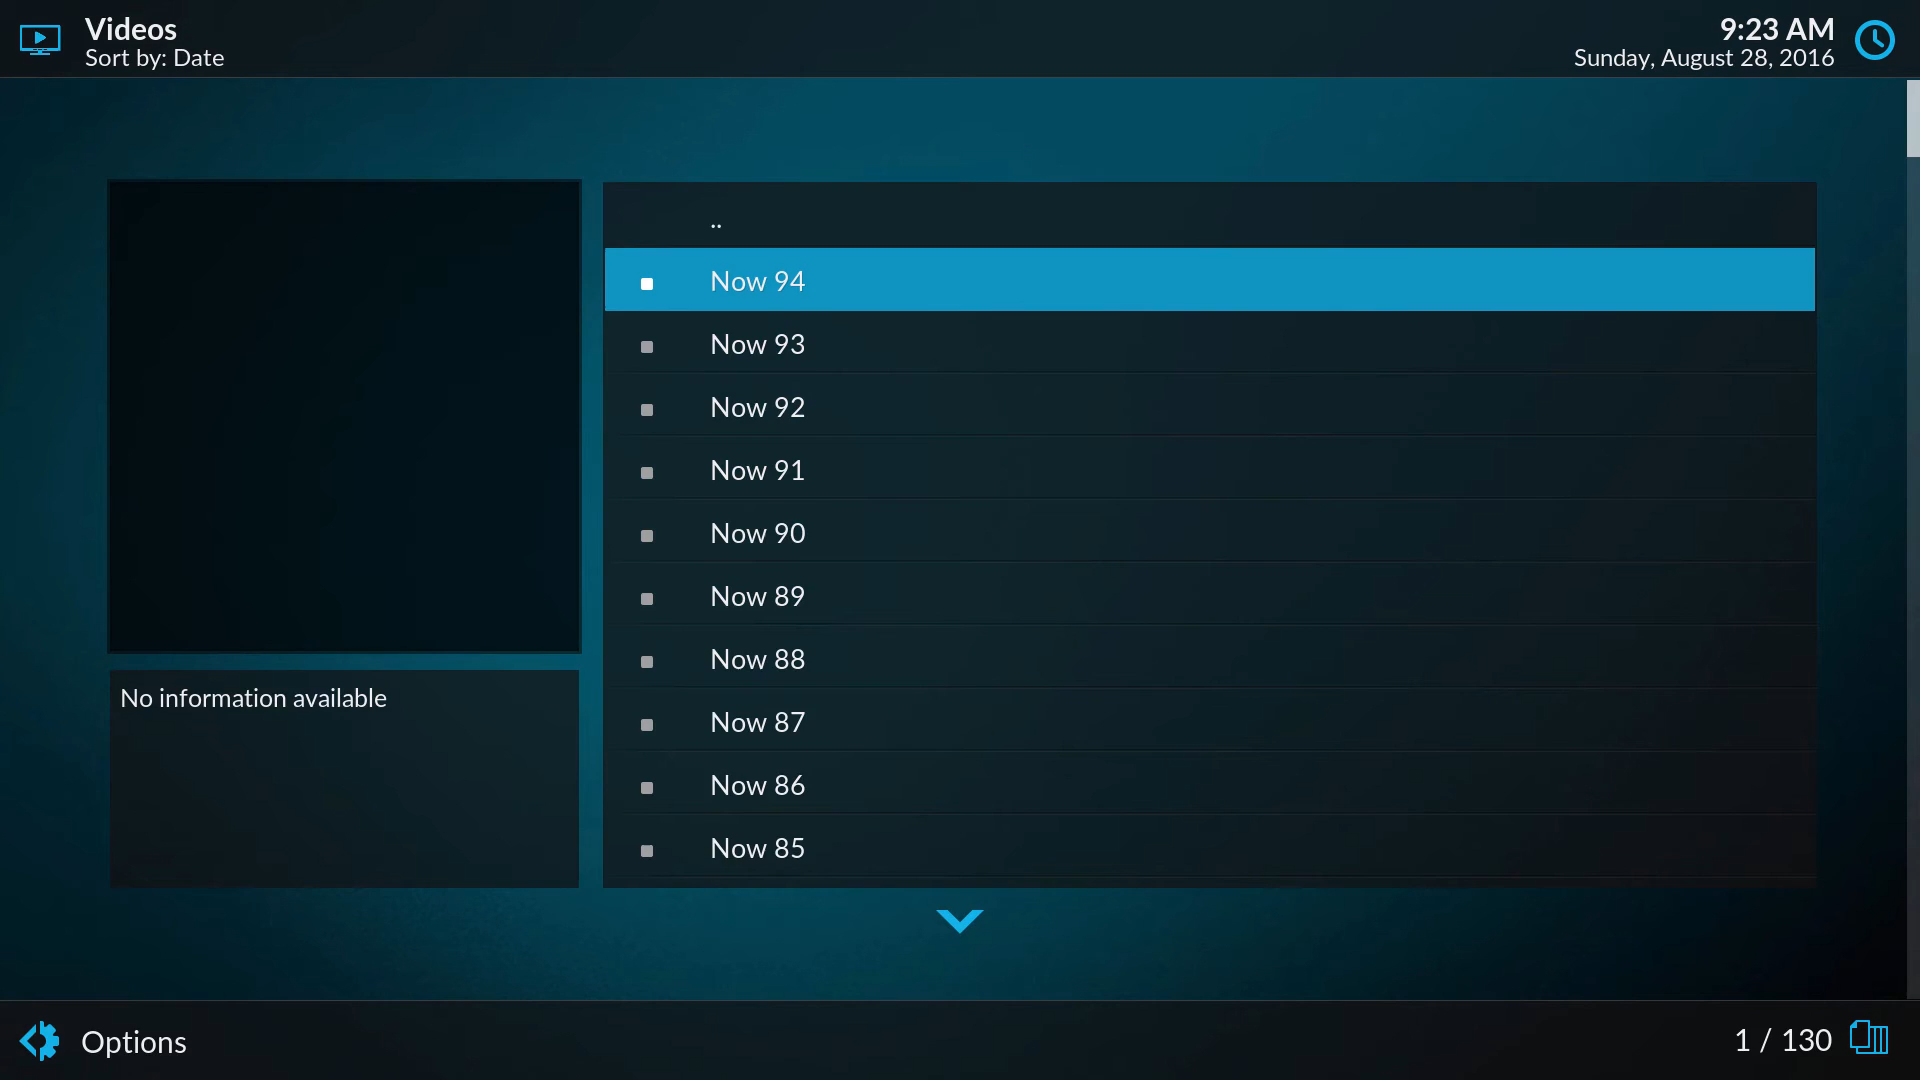 Videos
Sort by: Date
9:23 AM
Sunday, August 28, 2016
..
Now 94
Now 93
Now 92
Now 91
Now 90
Now 89
Now 88
Now 87
Now 86
Now 85
No information available
Options
1 / 130